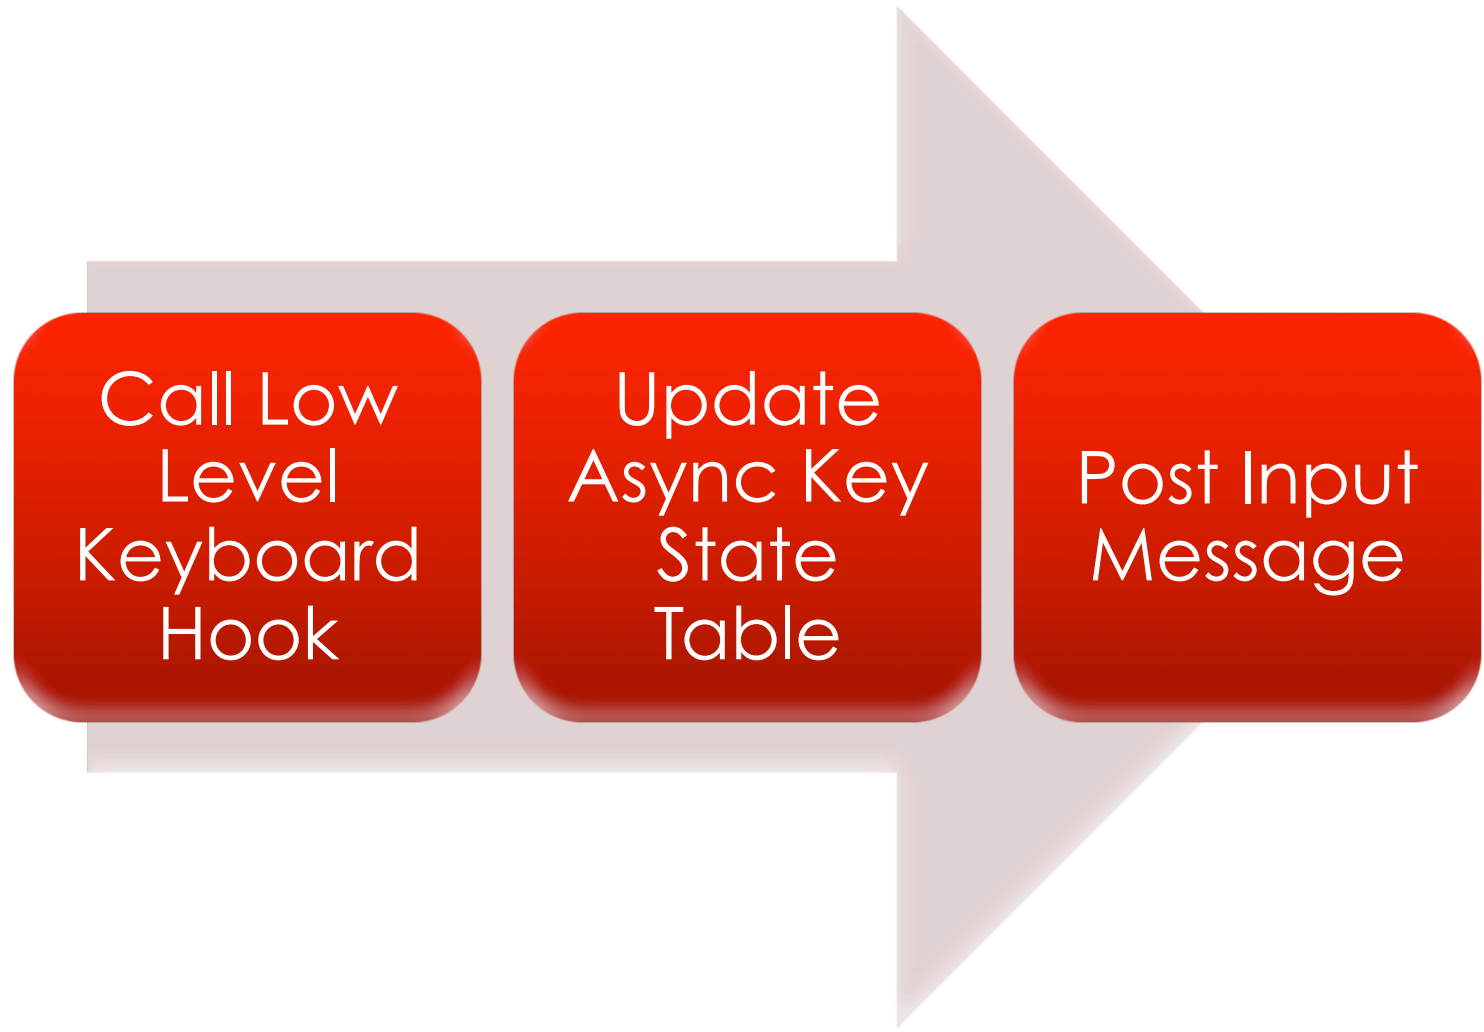 Call Low
Level
Keyboard
Hook
Update
Async Key
State
Table
Post Input
Message